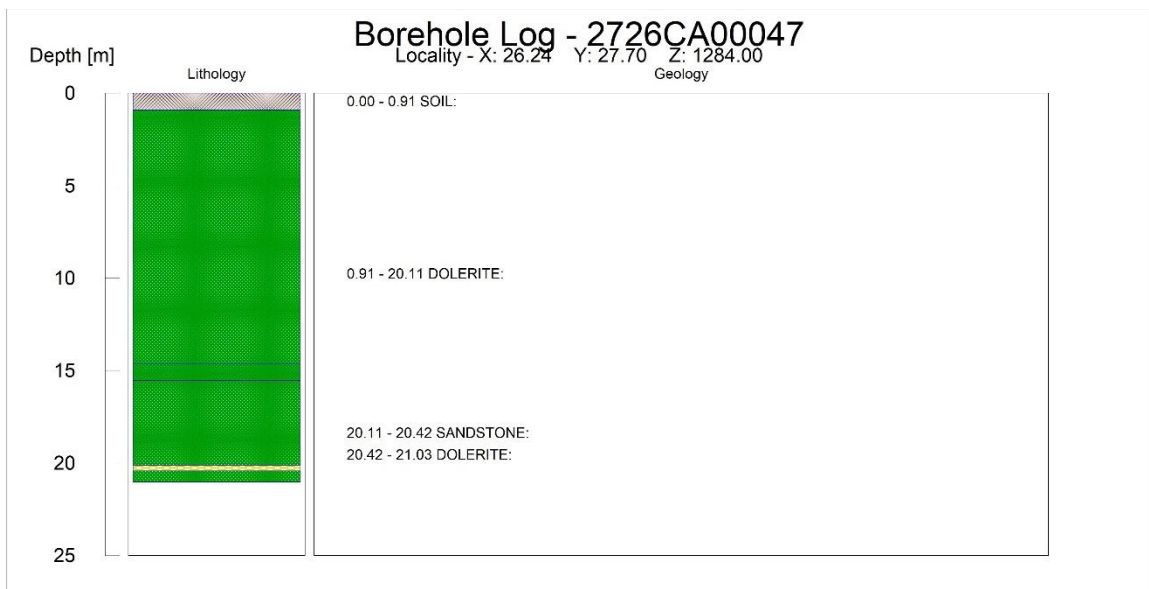 Borehole Log - 2726CA00047
Depth [m]
Locality - X: 26.24 Y: 27.70 Z: 1284.00
Lithology
Geology
0
0.00 - 0.91 SOIL:
5
10
0.91 - 20.11 DOLERITE:
15
20.11 - 20.42 SANDSTONE:
20.42 - 21.03 DOLERITE:
20
25